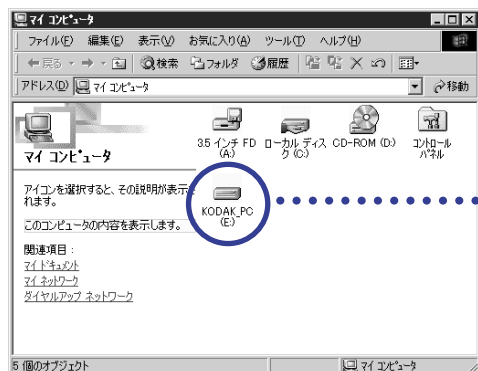 マイ コンピュータ
ファイル(F) 編集(E) 表示(V) お気に入り(A) ツール(T) ヘルプ(H)
戻る 検索 フォルダ 履歴
アドレス(D) マイ コンピュータ 移動
マイ コンピュータ
アイコンを選択すると、その説明が表示
れます。
このコンピュータの内容を表示します。
関連項目:
マイ ドキュメント
マイ ネットワーク
ダイヤルアップ ネットワーク
3.5 インチ FD
(A:)
ローカル ディス
ク (C:)
CD-ROM (D:)
コントロール
パネル
KODAK_PC
(E:)
5 個のオブジェクト マイ コンピュータ